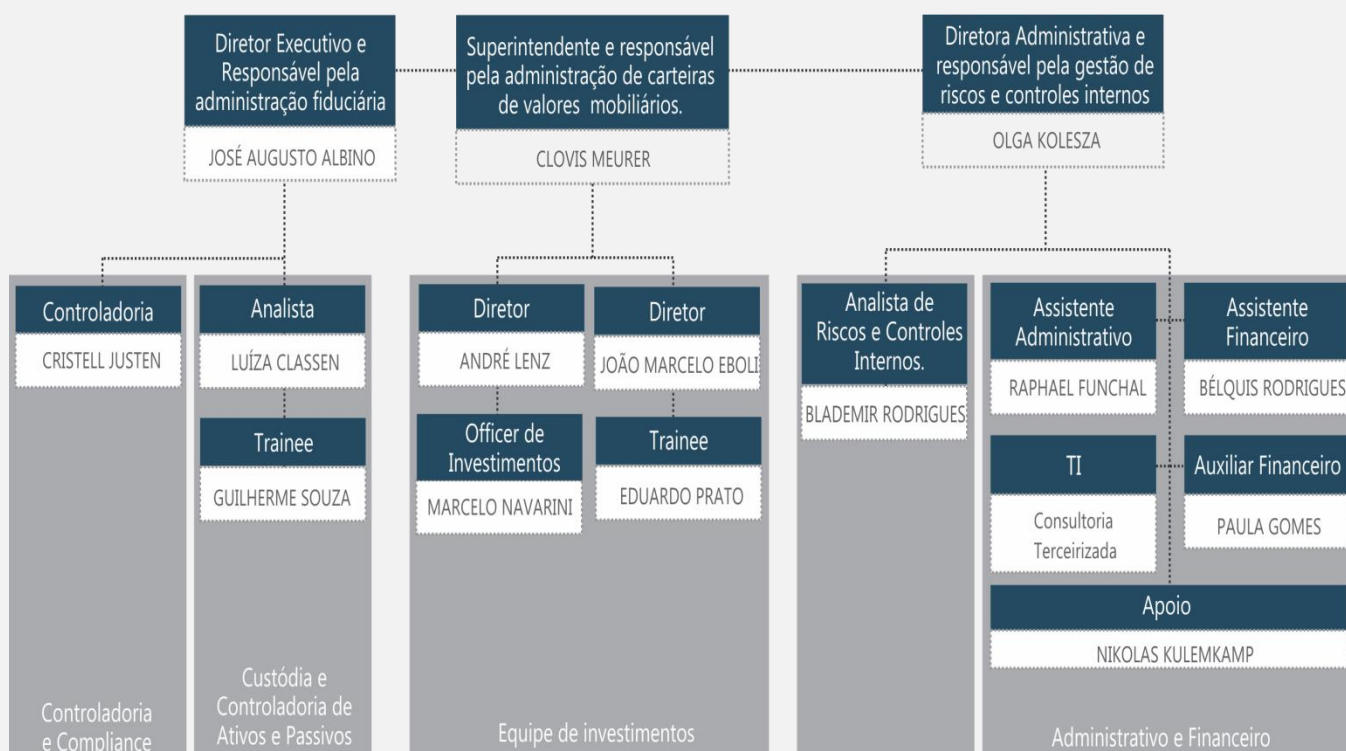 Diretor Executivo e
Responsável pela
administração fiduciária
JOSÉ AUGUSTO ALBINO
Superintendente e responsável
pela administração de carteiras
de valores mobiliários.
CLOVIS MEURER
Diretora Administrativa e
responsável pela gestão de
riscos e controles internos
OLGA KOLESZA
Controladoria
CRISTELL JUSTEN
Controladoria
e Compliance
Analista
LUÍZA CLASSEN
Trainee
GUILHERME SOUZA
Custódia e
Controladoria de
Ativos e Passivos
Diretor
ANDRÉ LENZ
Officer de
Investimentos
MARCELO NAVARINI
Diretor
JOÃO MARCELO EBOLI
Trainee
EDUARDO PRATO
Equipe de investimentos
Analista de
Riscos e Controles
Internos.
BLADEMIR RODRIGUES
Assistente
Administrativo
RAPHAEL FUNCHAL
Assistente
Financeiro
BÉLQUIS RODRIGUES
TI
Consultoria
Terceirizada
Auxiliar Financeiro
PAULA GOMES
Apoio
NIKOLAS KULEMKAMP
Administrativo e Financeiro